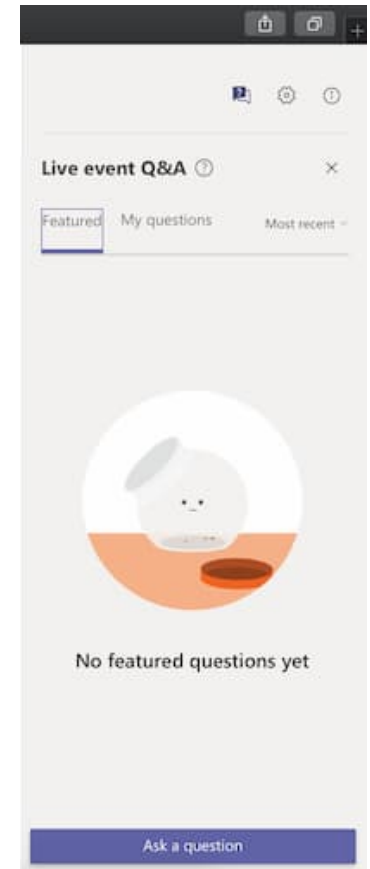 Live event Q&A
Featured My questions Most recent
No featured questions yet
Ask a question